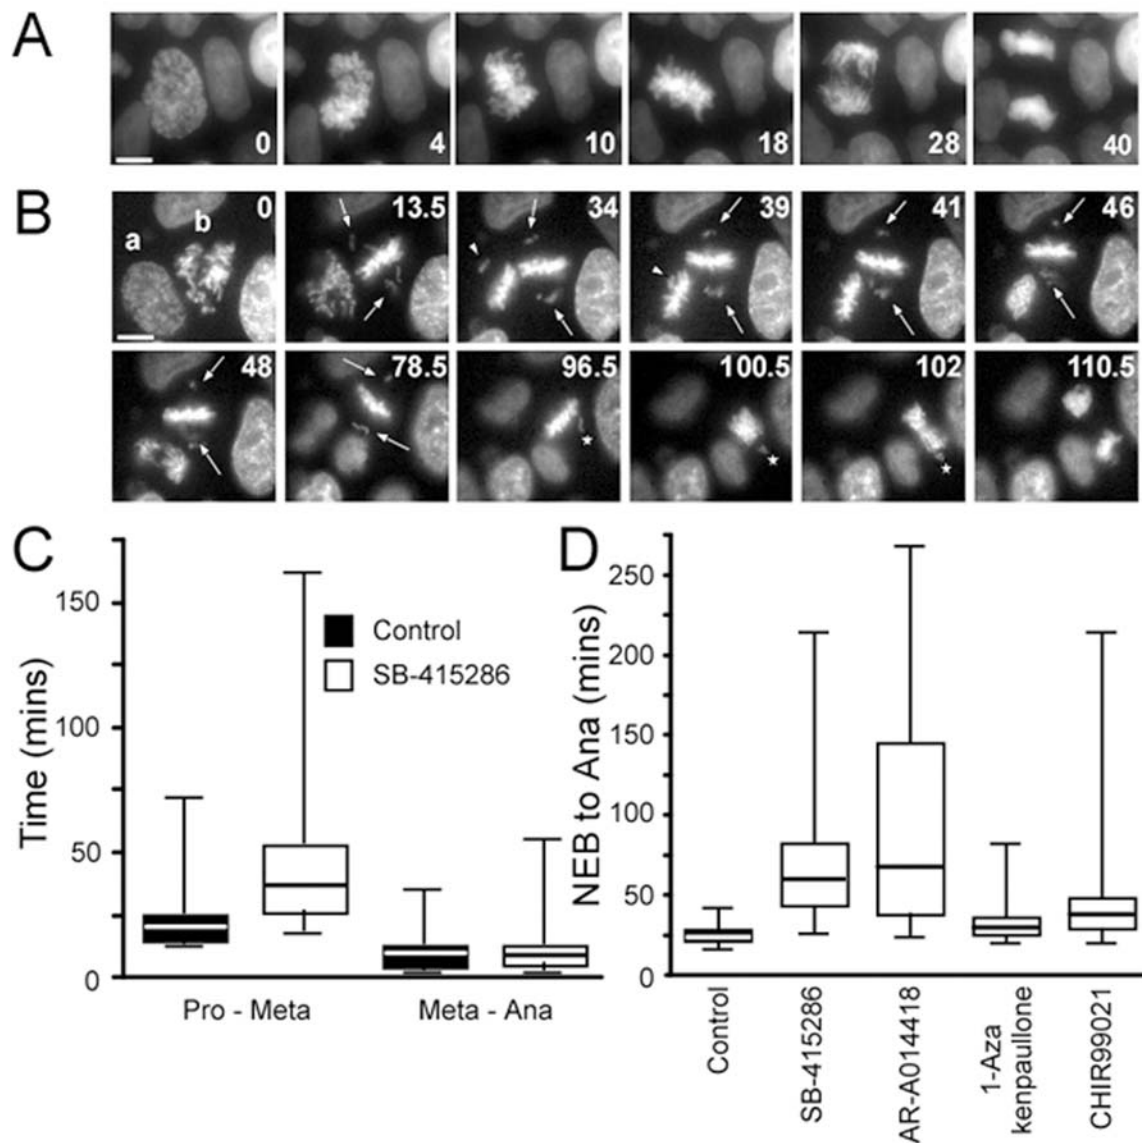 A
0
4
10
18
28
40
B
a
b
0
13.5
34
39
41
46
48
78.5
96.5
100.5
102
110.5
C
Time (mins)
150
100
50
0
Control
SB-415286
Pro - Meta
Meta - Ana
D
NEB to Ana (mins)
250
200
150
100
50
0
Control
SB-415286
AR-A014418
1-Aza
kenpaullone
CHIR99021